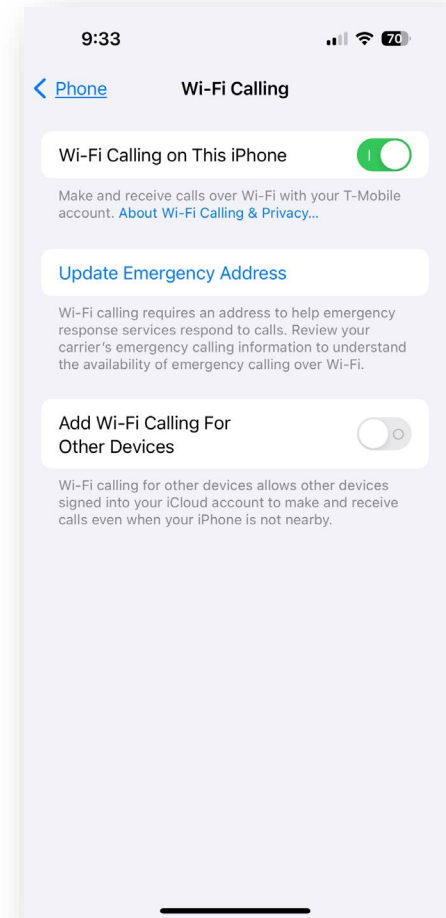 9:33
70
Phone
Wi-Fi Calling
Wi-Fi Calling on This iPhone
Make and receive calls over Wi-Fi with your T-Mobile
account. About Wi-Fi Calling & Privacy...
Update Emergency Address
Wi-Fi calling requires an address to help emergency
response services respond to calls. Review your
carrier's emergency calling information to understand
the availability of emergency calling over Wi-Fi.
Add Wi-Fi Calling For
Other Devices
Wi-Fi calling for other devices allows other devices
signed into your iCloud account to make and receive
calls even when your iPhone is not nearby.